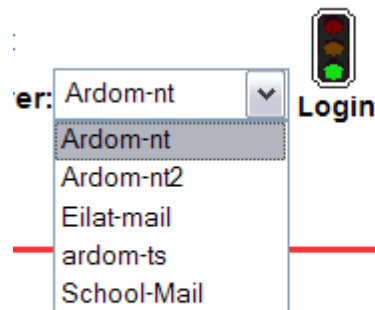 er: Ardom-nt
Login
Ardom-nt
Ardom-nt2
Eilat-mail
ardom-ts
School-Mail